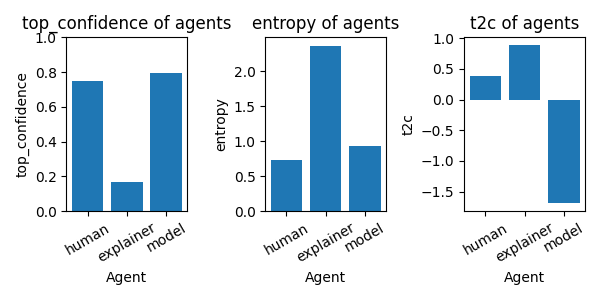 top_confidence of agents
1.0
0.8
0.6
0.4
0.2
0.0
top_confidence
human
explainer
model
Agent
entropy of agents
2.0
1.5
1.0
0.5
0.0
entropy
human
explainer
model
Agent
t2c of agents
1.0
0.5
0.0
−0.5
−1.0
−1.5
t2c
human
explainer
model
Agent